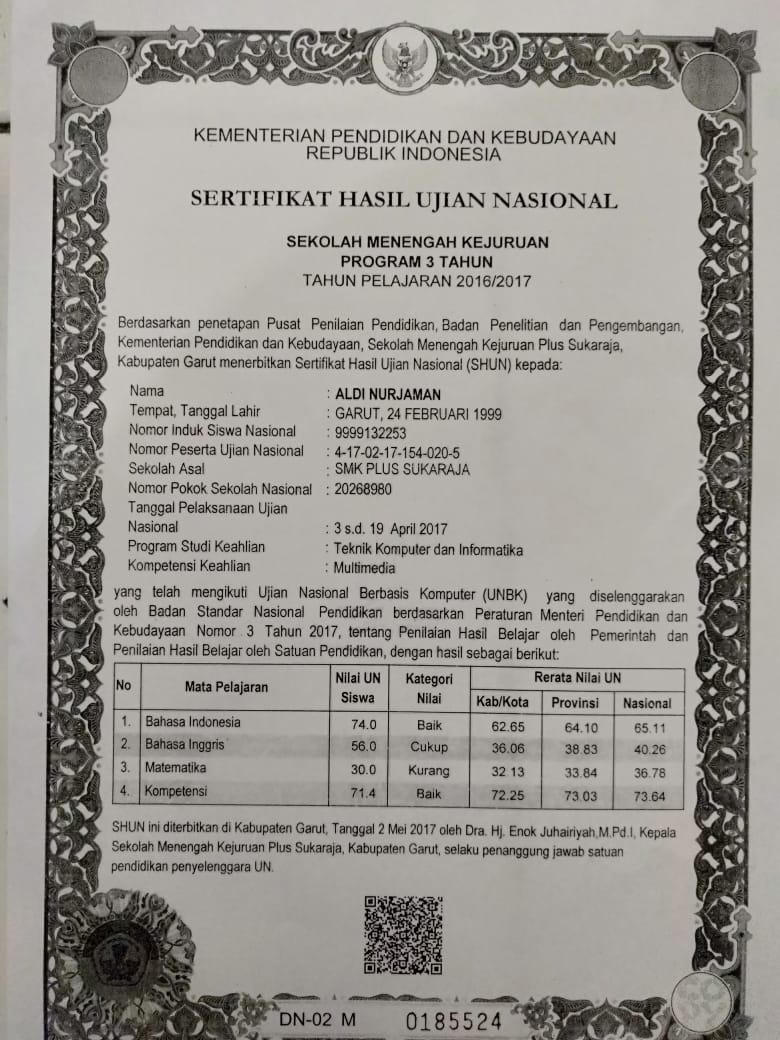 KEMENTERIAN PENDIDIKAN DAN KEBUDAYAAN
REPUBLIK INDONESIA
SERTIFIKAT HASIL UJIAN NASIONAL
SEKOLAH MENENGAH KEJURUAN
PROGRAM 3 TAHUN
TAHUN PELAJARAN 2016/2017
Berdasarkan penetapan Pusat Penilaian Pendidikan, Badan Penelitian dan Pengembangan,
Kementerian Pendidikan dan Kebudayaan, Sekolah Menengah Kejuruan Plus Sukaraja,
Kabupaten Garut menerbitkan Sertifikat Hasil Ujian Nasional (SHUN) kepada:
Nama : ALDI NURJAMAN
Tempat, Tanggal Lahir : GARUT, 24 FEBRUARI 1999
Nomor Induk Siswa Nasional : 9999132253
Nomor Peserta Ujian Nasional : 4-17-02-17-154-020-5
Sekolah Asal : SMK PLUS SUKARAJA
Nomor Pokok Sekolah Nasional : 20268980
Tanggal Pelaksanaan Ujian
Nasional : 3 s.d. 19 April 2017
Program Studi Keahlian : Teknik Komputer dan Informatika
Kompetensi Keahlian : Multimedia
yang telah mengikuti Ujian Nasional Berbasis Komputer (UNBK) yang diselenggarakan
oleh Badan Standar Nasional Pendidikan berdasarkan Peraturan Menteri Pendidikan dan
Kebudayaan Nomor 3 Tahun 2017, tentang Penilaian Hasil Belajar oleh Pemerintah dan
Penilaian Hasil Belajar oleh Satuan Pendidikan, dengan hasil sebagai berikut:
No Mata Pelajaran Nilai UN Siswa Kategori Nilai Rerata Nilai UN
Kab/Kota Provinsi Nasional
1. Bahasa Indonesia 74.0 Baik 62.65 64.10 65.11
2. Bahasa Inggris 56.0 Cukup 36.06 38.83 40.26
3. Matematika 30.0 Kurang 32.13 33.84 36.78
4. Kompetensi 71.4 Baik 72.25 73.03 73.64
SHUN ini diterbitkan di Kabupaten Garut, Tanggal 2 Mei 2017 oleh Dra. Hj. Enok Juhairiyah,M.Pd.I, Kepala
Sekolah Menengah Kejuruan Plus Sukaraja, Kabupaten Garut, selaku penanggung jawab satuan
pendidikan penyelenggara UN.
DN-02 M 0185524